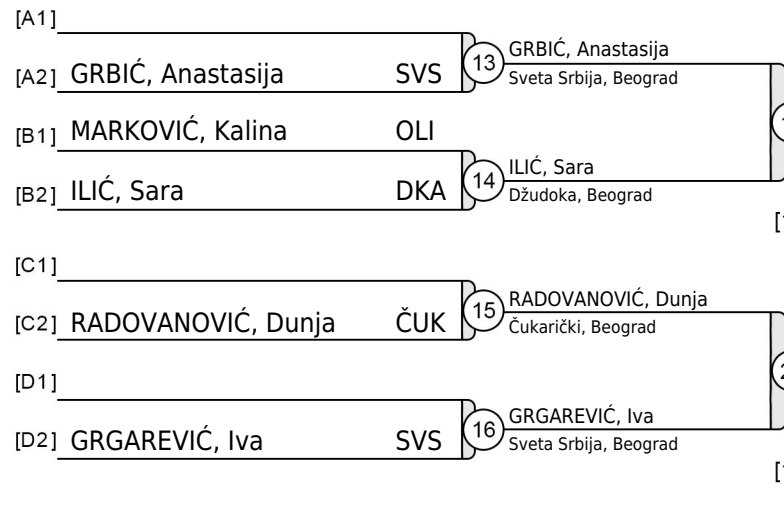 [A1]
[A2] GRBIĆ, Anastasija SVS
13
GRBIĆ, Anastasija
Sveta Srbija, Beograd
[B1] MARKOVIĆ, Kalina OLI
[B2] ILIĆ, Sara DKA
14
ILIĆ, Sara
Džudoka, Beograd
[C1]
[C2] RADOVANOVIĆ, Dunja ČUK
15
RADOVANOVIĆ, Dunja
Čukarički, Beograd
[D1]
[D2] GRGAREVIĆ, Iva SVS
16
GRGAREVIĆ, Iva
Sveta Srbija, Beograd